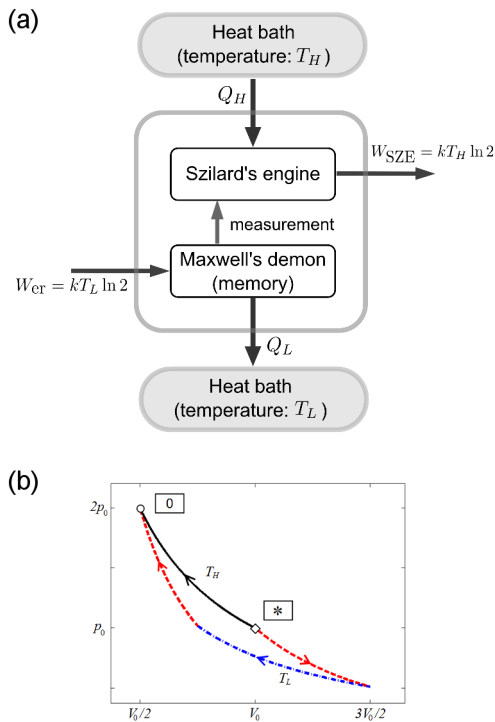 (a)
Heat bath
(temperature: T_H)
Q_H
Szilard's engine
W_SZE = kT_H ln 2
measurement
Maxwell's demon
(memory)
W_er = kT_L ln 2
Q_L
Heat bath
(temperature: T_L)
(b)
2p_0
0
T_H
*
p_0
T_L
V_0/2
V_0
3V_0/2